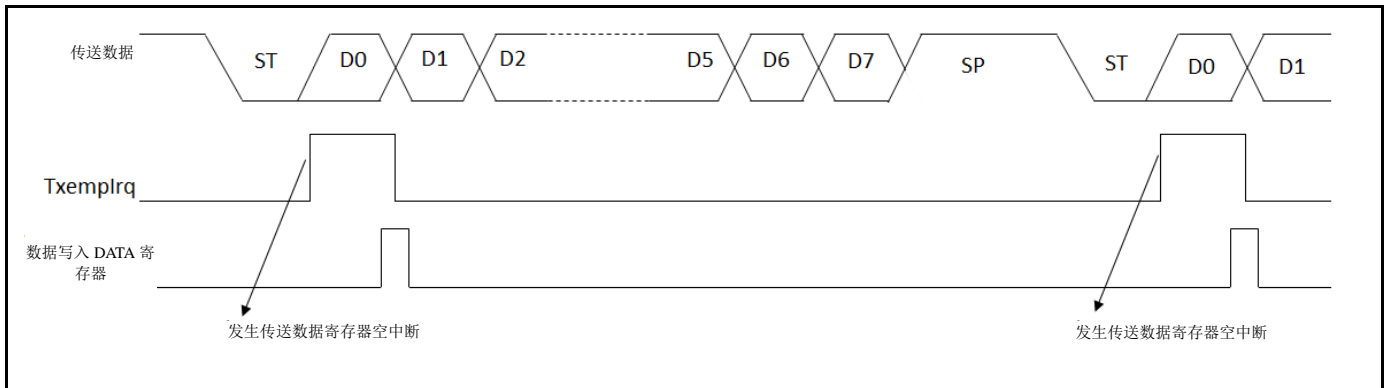 传送数据
ST D0 D1 D2 D5 D6 D7 SP ST D0 D1
TxempIrq
数据写入 DATA 寄
存器
发生传送数据寄存器空中断 发生传送数据寄存器空中断